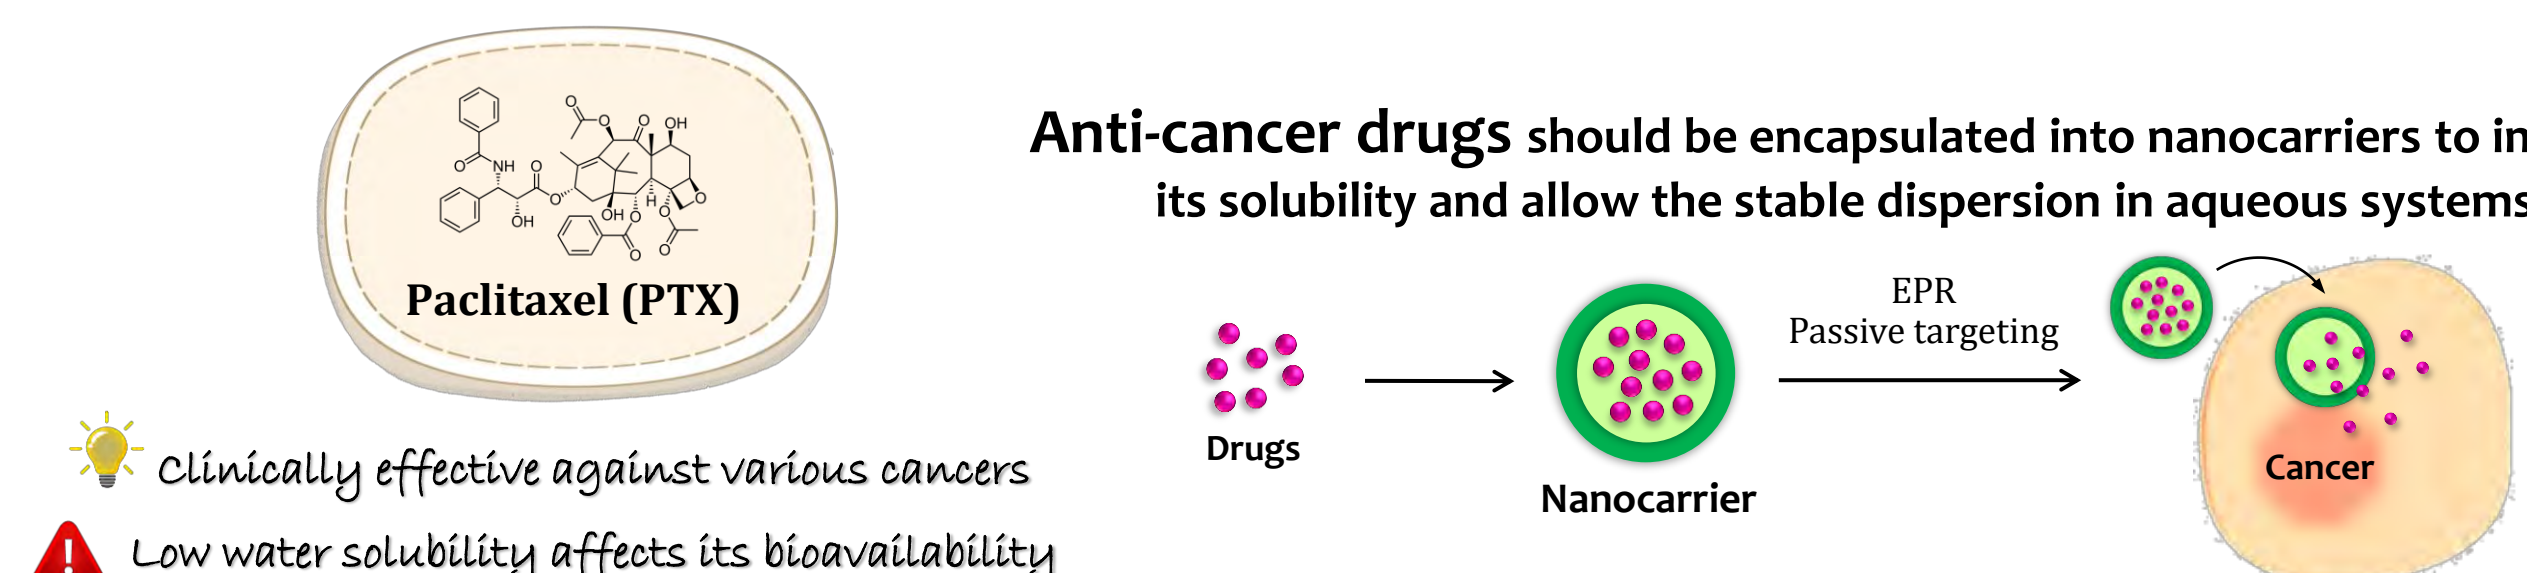 Paclitaxel (PTX)
Clinically effective against various cancers
Low water solubility affects its bioavailability
Anti-cancer drugs should be encapsulated into nanocarriers to
its solubility and allow the stable dispersion in aqueous systems
Drugs
Nanocarrier
EPR
Passive targeting
Cancer
O
O
O
OH
O
NH
O
O
OH
OH
O
H
O
O
O
O